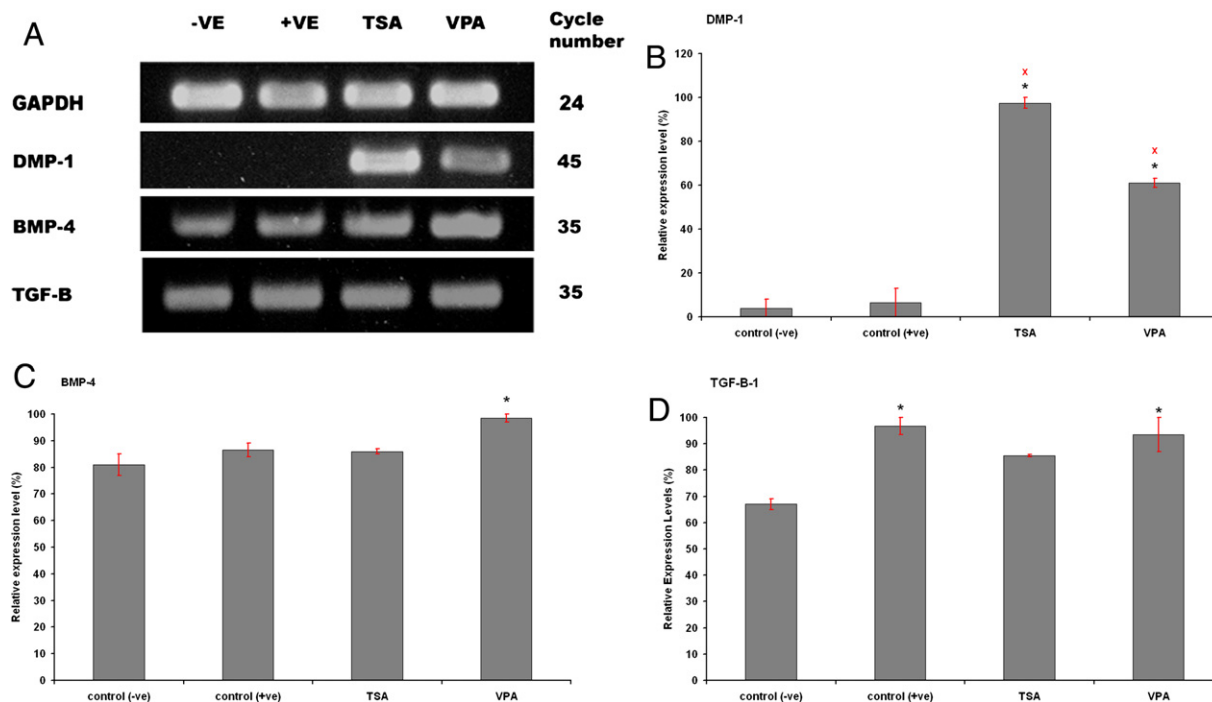 A
-VE +VE TSA VPA Cycle number
GAPDH 24
DMP-1 45
BMP-4 35
TGF-B 35
B
DMP-1
Relative expression level (%)
120
100
80
60
40
20
0
x
*
x
*
control (-ve) control (+ve) TSA VPA
C
BMP-4
Relative expression level (%)
100
90
80
70
60
50
40
30
20
10
0
*
control (-ve) control (+ve) TSA VPA
D
TGF-B-1
Relative Expression Levels (%)
100
90
80
70
60
50
40
30
20
10
0
*
*
control (-ve) control (+ve) TSA VPA